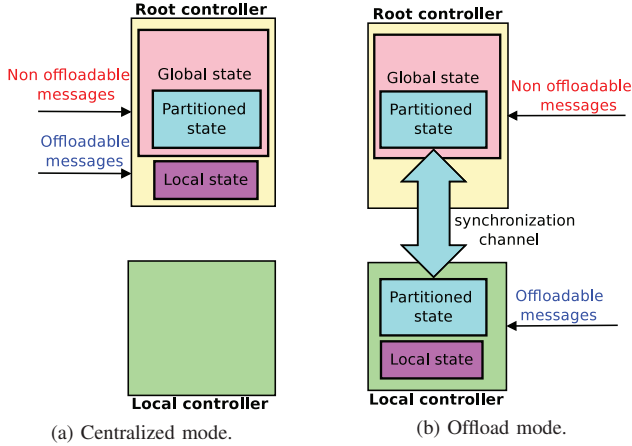 Root controller
Global state
Partitioned
state
Local state
Non offloadable
messages
Offloadable
messages
Local controller
(a) Centralized mode.
Root controller
Global state
Partitioned
state
Non offloadable
messages
synchronization
channel
Partitioned
state
Local state
Offloadable
messages
Local controller
(b) Offload mode.